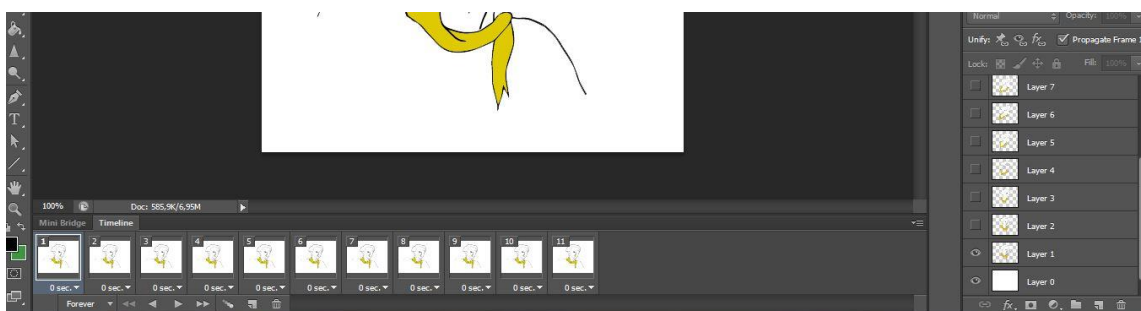 Normal Opacity: 100%
Unify: Propagate Frame 1
Lock: Fill: 100%
Layer 7
Layer 6
Layer 5
Layer 4
Layer 3
Layer 2
Layer 1
Layer 0
fx
T
100% Doc: 585,9K/6,95M
Mini Bridge Timeline
1 2 3 4 5 6 7 8 9 10 11
0 sec. 0 sec. 0 sec. 0 sec. 0 sec. 0 sec. 0 sec. 0 sec. 0 sec. 0 sec. 0 sec.
Forever